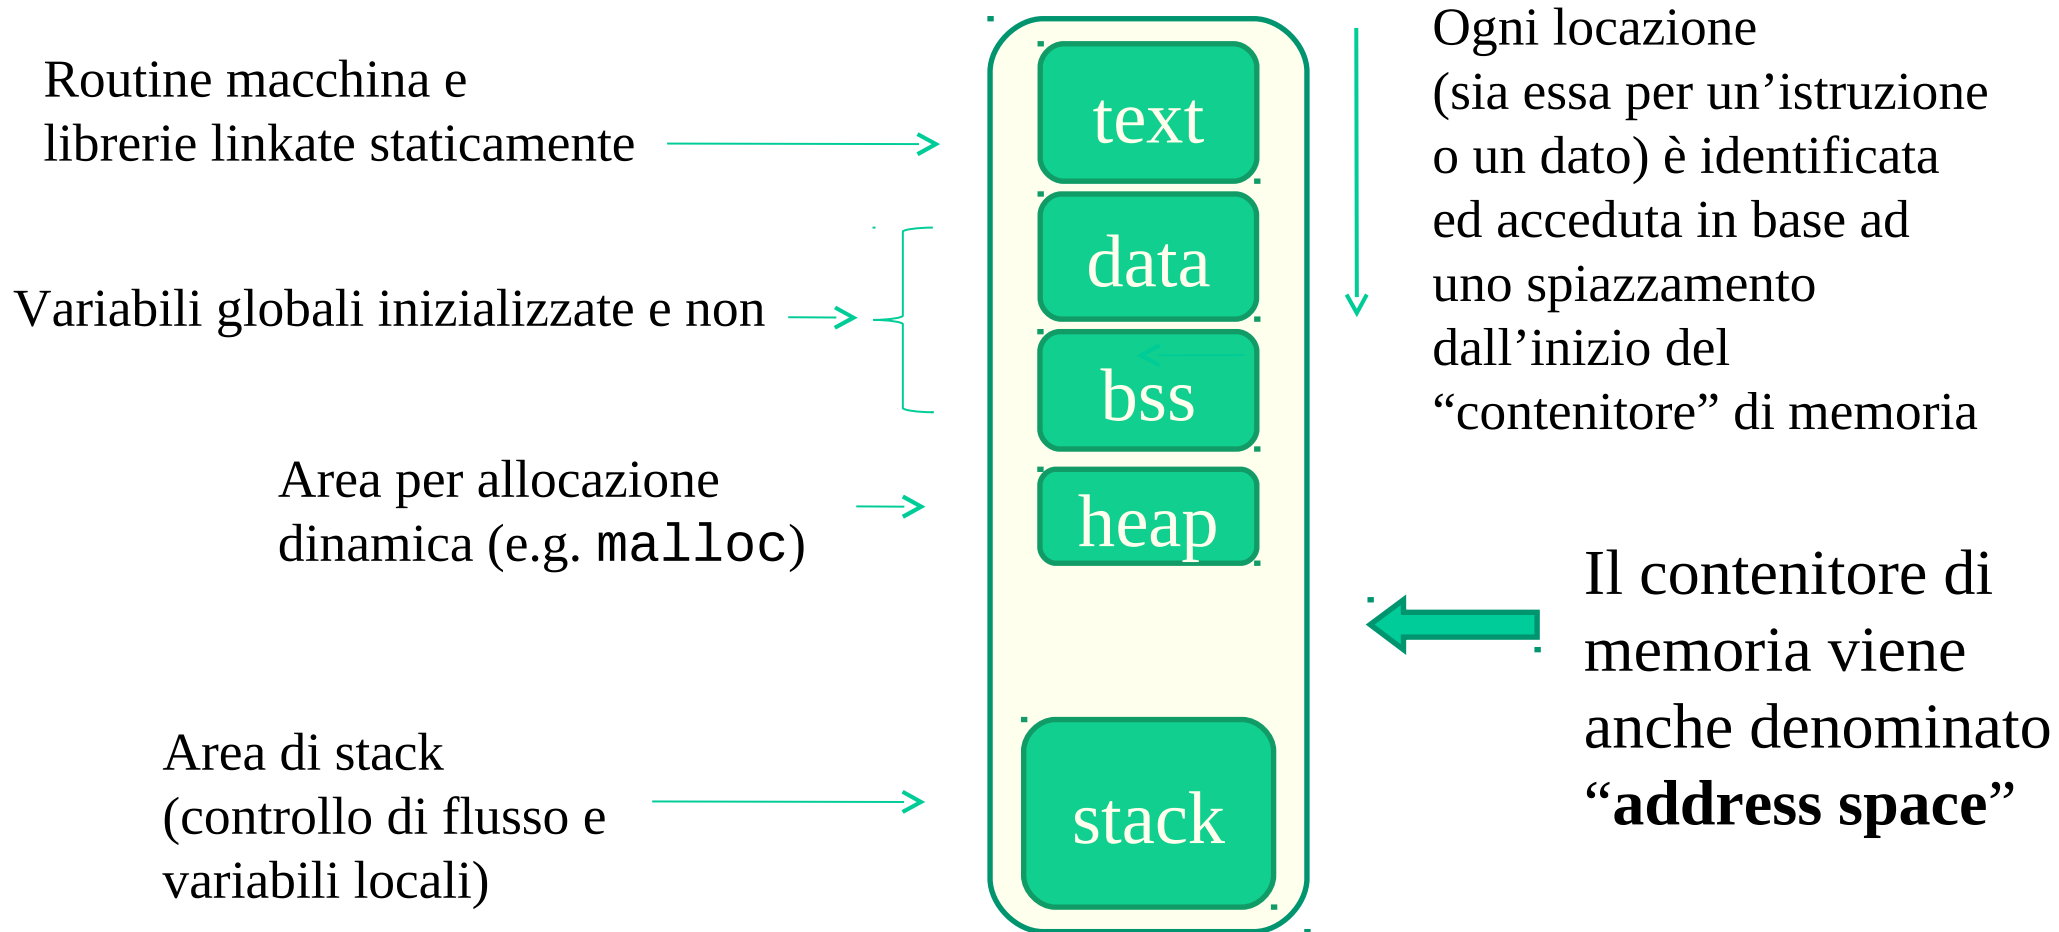 Routine macchina e
librerie linkate staticamente
Variabili globali inizializzate e non
Area per allocazione
dinamica (e.g. malloc)
Area di stack
(controllo di flusso e
variabili locali)
text
data
bss
heap
stack
Ogni locazione
(sia essa per un’istruzione
o un dato) è identificata
ed acceduta in base ad
uno spiazzamento
dall’inizio del
“contenitore” di memoria
Il contenitore di
memoria viene
anche denominato
“address space”